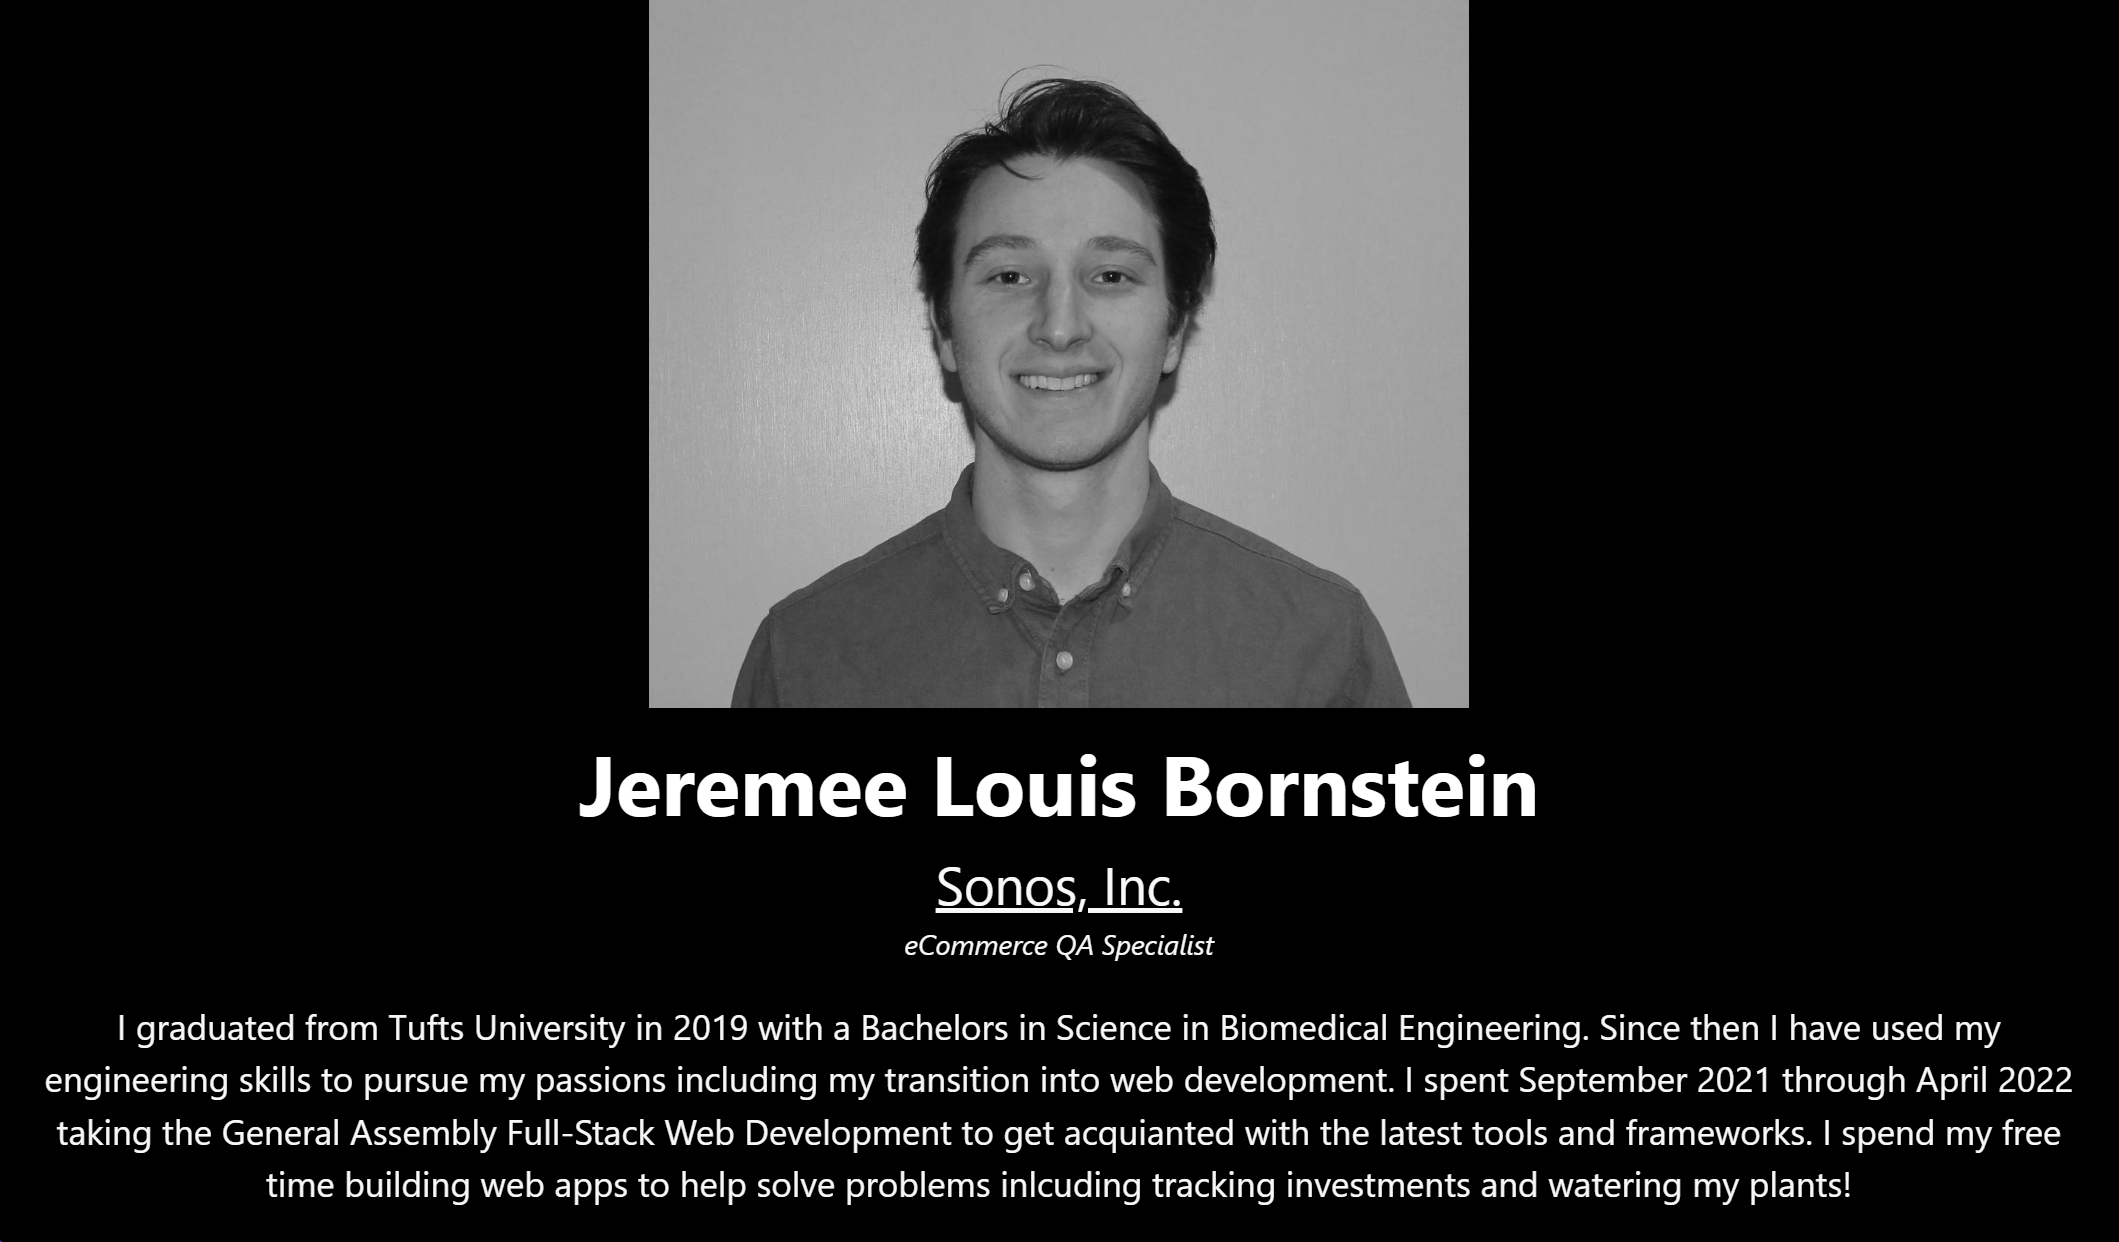 Jeremee Louis Bornstein
Sonos, Inc.
eCommerce QA Specialist
I graduated from Tufts University in 2019 with a Bachelors in Science in Biomedical Engineering. Since then I have used my
engineering skills to pursue my passions including my transition into web development. I spent September 2021 through April 2022
taking the General Assembly Full-Stack Web Development to get acquianted with the latest tools and frameworks. I spend my free
time building web apps to help solve problems inlcuding tracking investments and watering my plants!